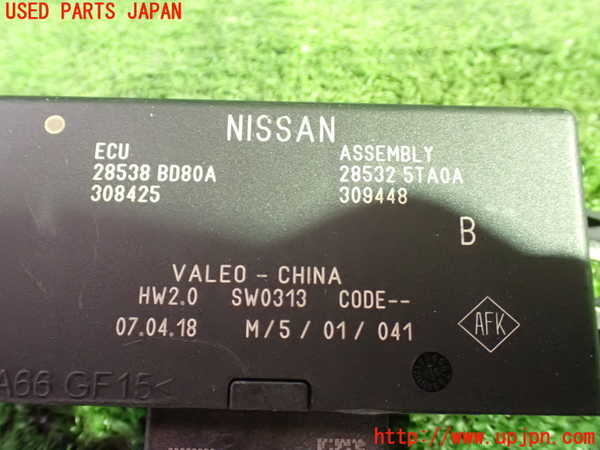 USED PARTS JAPAN
NISSAN
ECU ASSEMBLY
28538 BD80A 28532 5TA0A
308425 309448
B
VALEO - CHINA
HW2.0 SW0313 CODE--
07.04.18 M/5/01/041
AFK
A66 GF15<
http://www.upjpn.com/